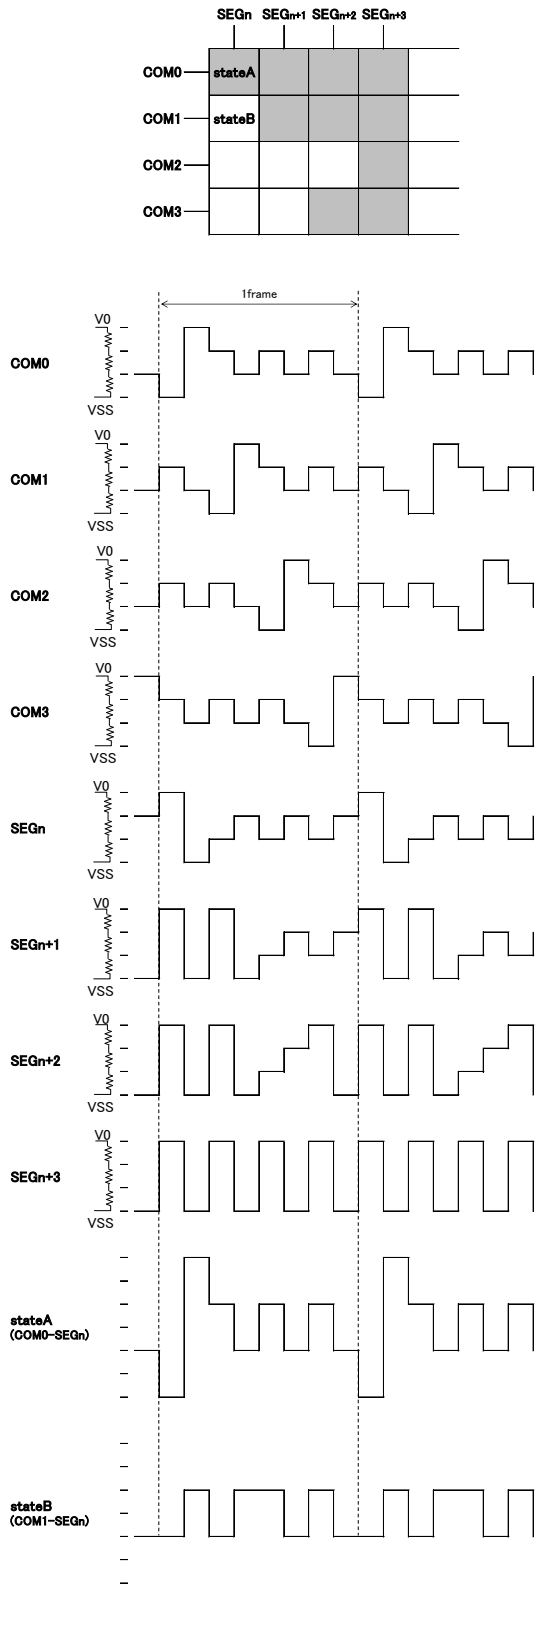 SEGn SEGn+1 SEGn+2 SEGn+3
COM0 stateA
COM1 stateB
COM2
COM3
1frame
V0
COM0
VSS
V0
COM1
VSS
V0
COM2
VSS
V0
COM3
VSS
V0
SEGn
VSS
V0
SEGn+1
VSS
V0
SEGn+2
VSS
V0
SEGn+3
VSS
stateA
(COM0-SEGn)
stateB
(COM1-SEGn)